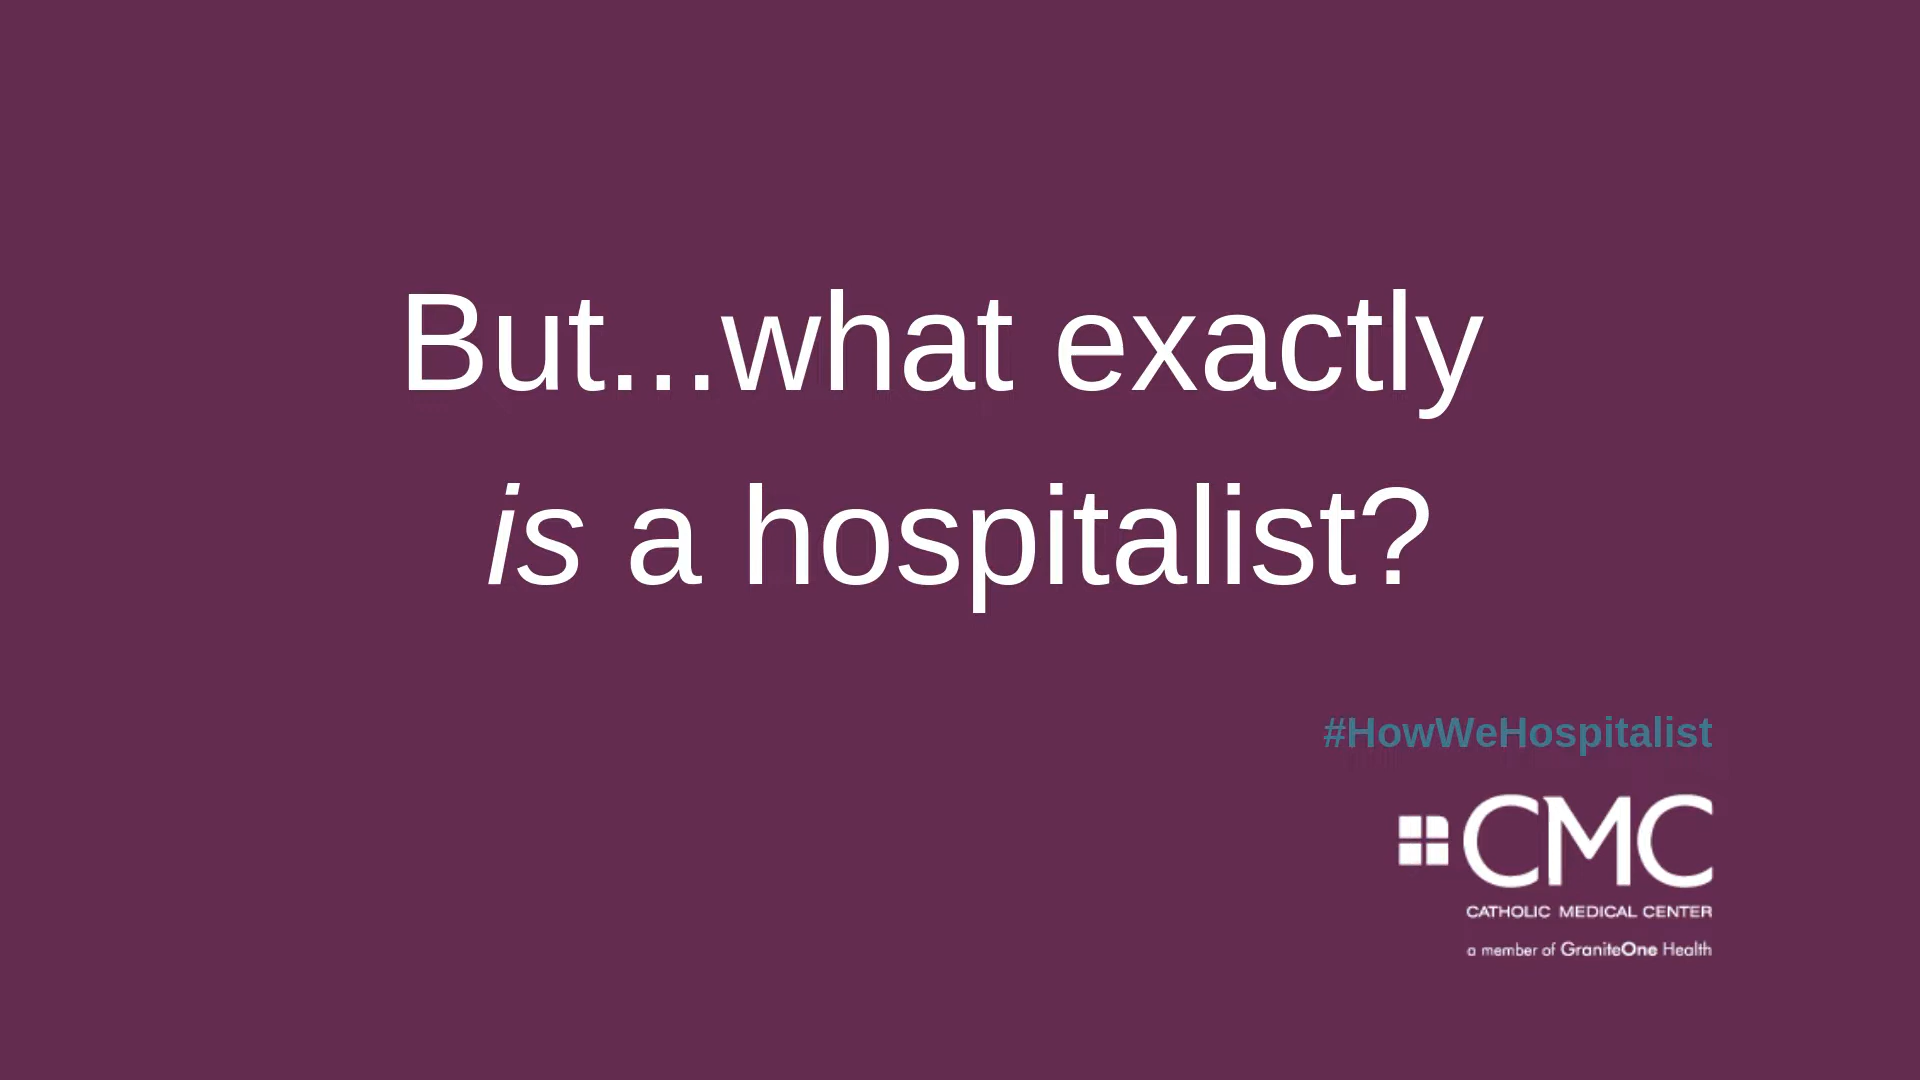 But...what exactly
is a hospitalist?
#HowWeHospitalist
CMC
CATHOLIC MEDICAL CENTER
a member of GraniteOne Health